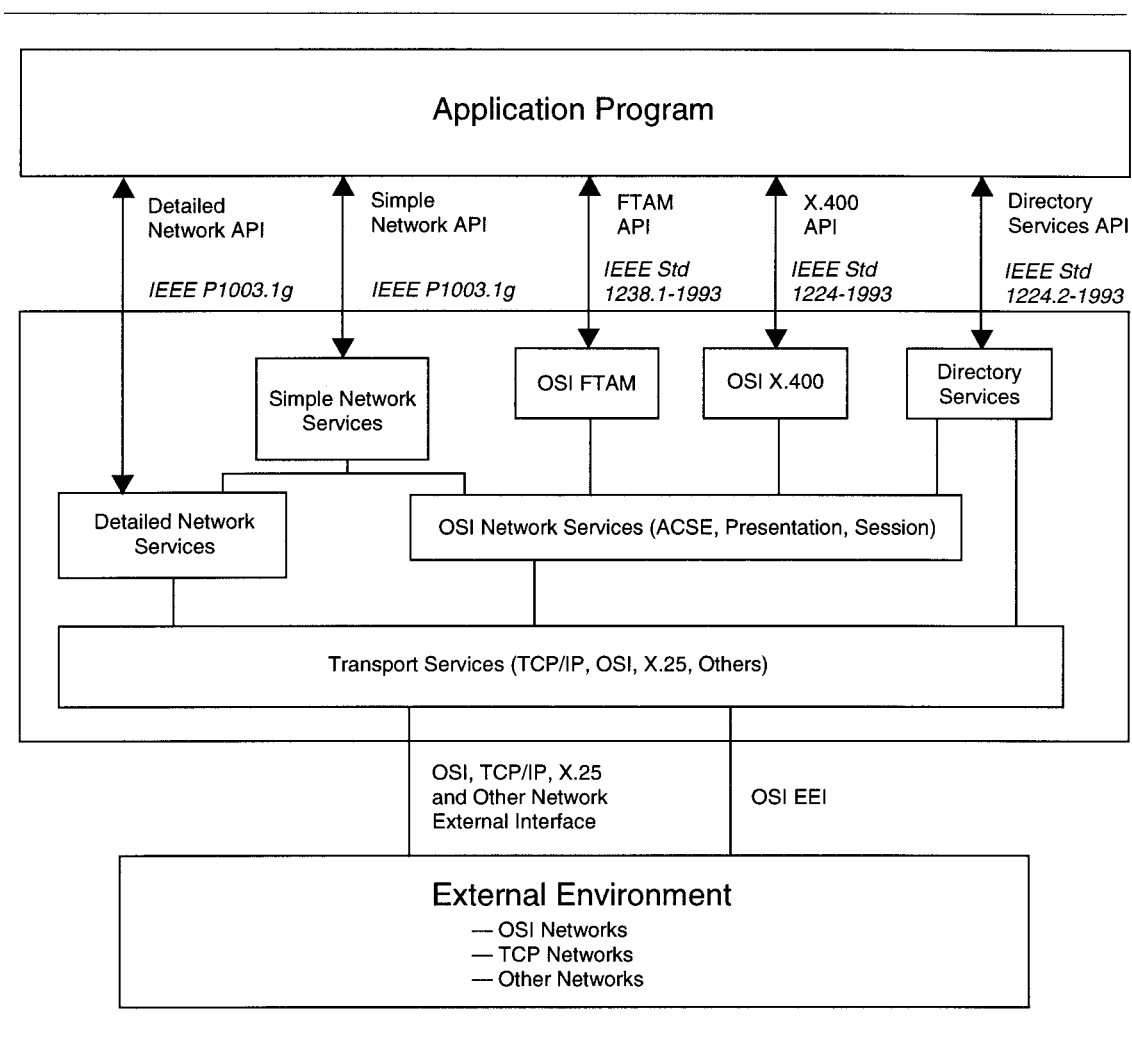 Application Program
Detailed
Network API
IEEE P1003.1g
Simple
Network API
IEEE P1003.1g
FTAM
API
IEEE Std
1238.1-1993
X.400
API
IEEE Std
1224-1993
Directory
Services API
IEEE Std
1224.2-1993
Simple Network
Services
OSI FTAM
OSI X.400
Directory
Services
Detailed Network
Services
OSI Network Services (ACSE, Presentation, Session)
Transport Services (TCP/IP, OSI, X.25, Others)
OSI, TCP/IP, X.25
and Other Network
External Interface
OSI EEI
External Environment
— OSI Networks
— TCP Networks
— Other Networks